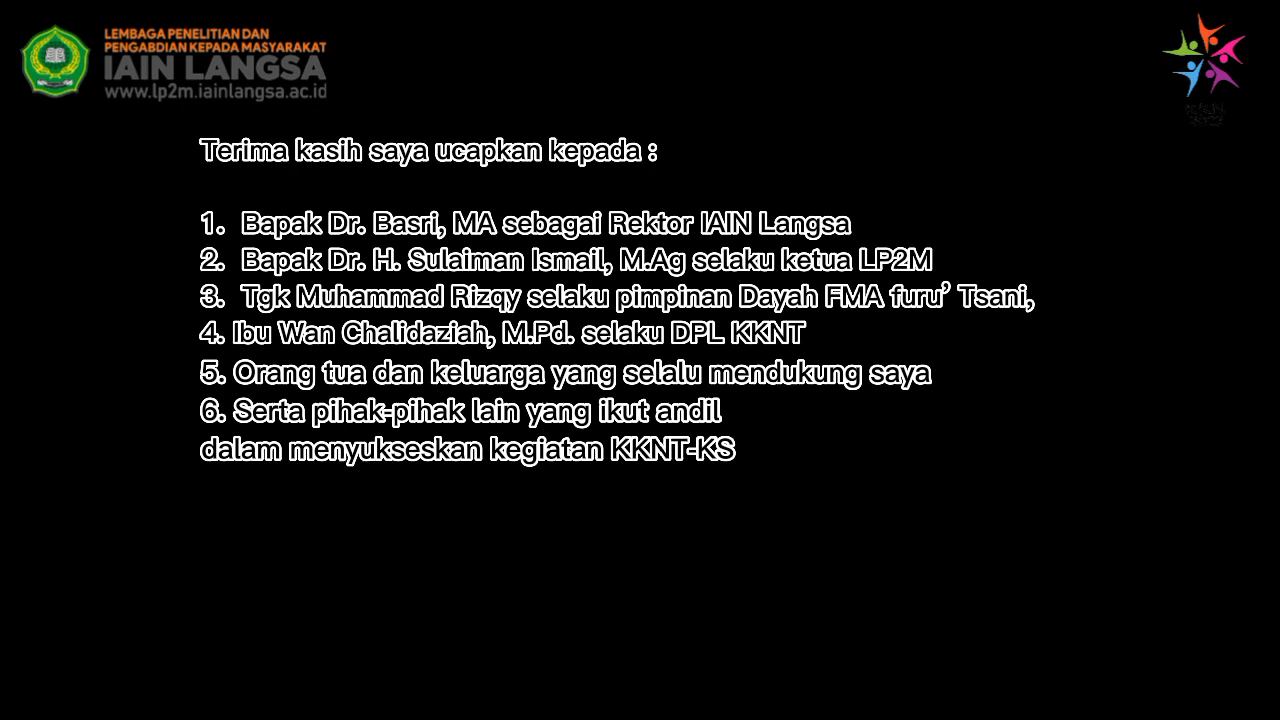 LEMBAGA PENELITIAN DAN
PENGABDIAN KEPADA MASYARAKAT
IAIN LANGSA
www.lp2m.iainlangsa.ac.id
Terima kasih saya ucapkan kepada :
1. Bapak Dr. Basri, MA sebagai Rektor IAIN Langsa
2. Bapak Dr. H. Sulaiman Ismail, M.Ag selaku ketua LP2M
3. Tgk Muhammad Rizqy selaku pimpinan Dayah FMA furu’ Tsani,
4. Ibu Wan Chalidaziah, M.Pd. selaku DPL KKNT
5. Orang tua dan keluarga yang selalu mendukung saya
6. Serta pihak-pihak lain yang ikut andil
dalam menyukseskan kegiatan KKNT-KS